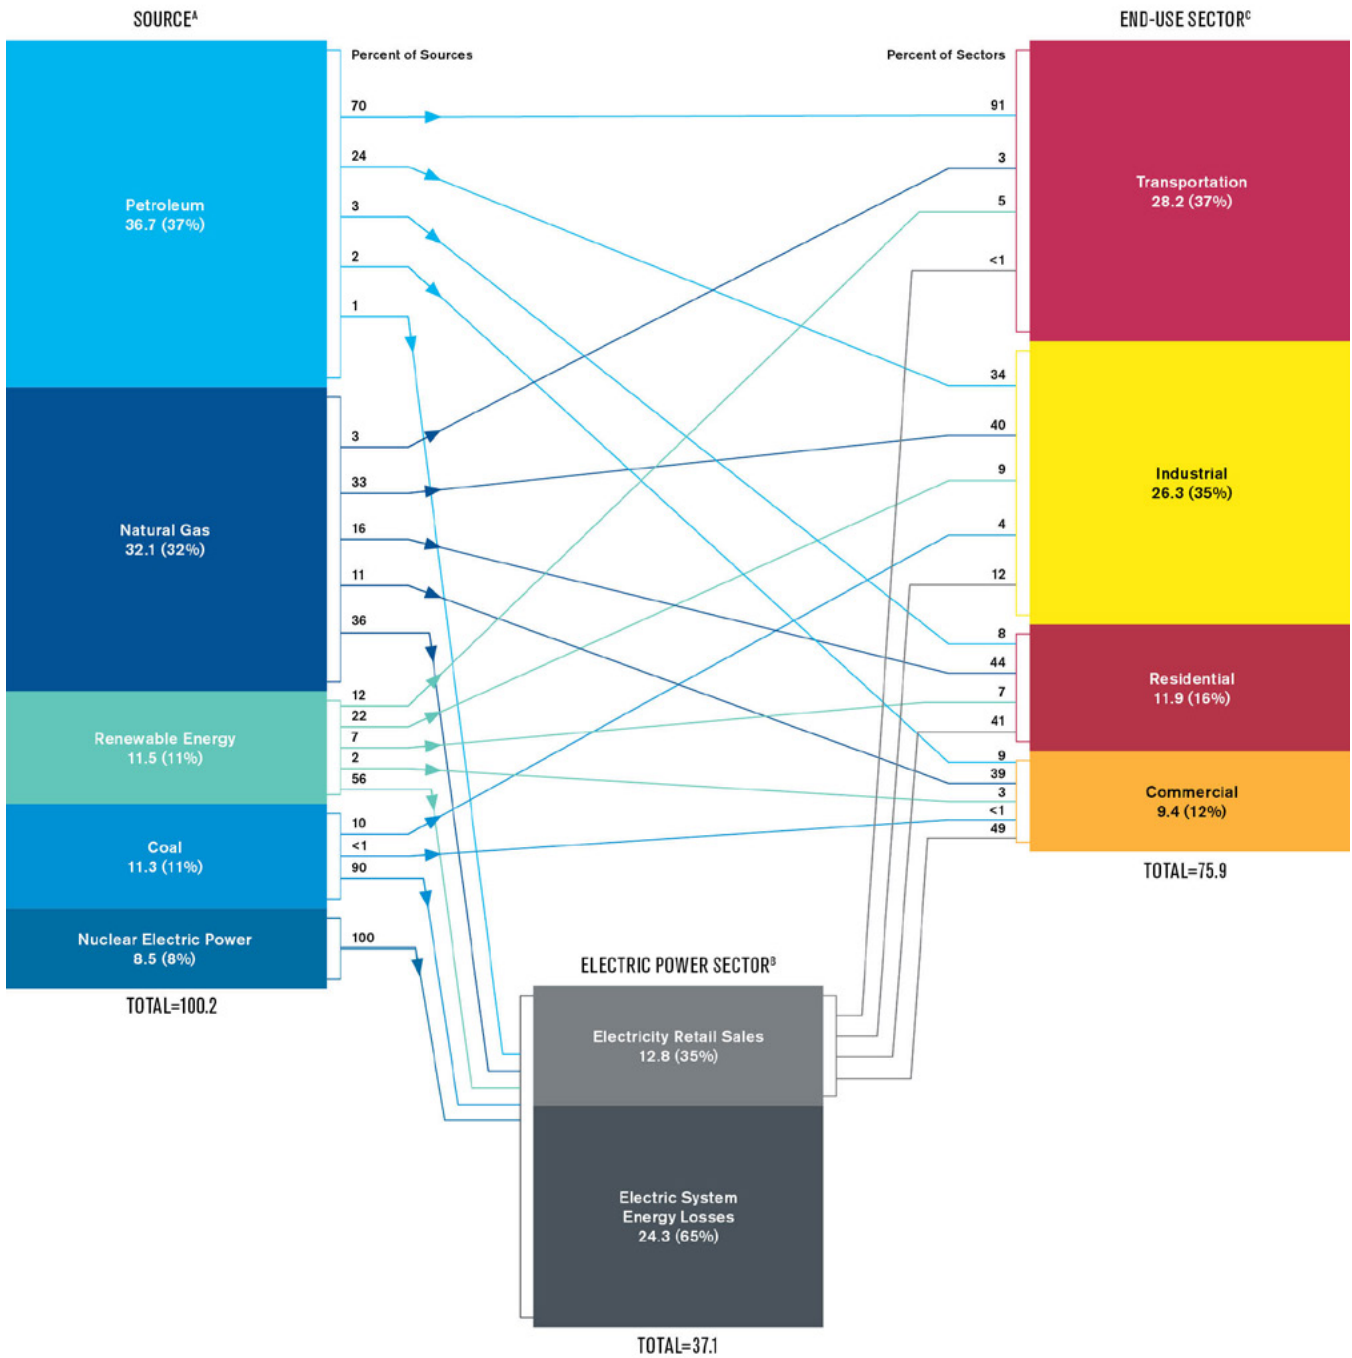 SOURCEᴬ
END-USE SECTORᶜ
Percent of Sources
Percent of Sectors
Petroleum
36.7 (37%)
70
24
3
2
1
Natural Gas
32.1 (32%)
3
33
16
11
36
Renewable Energy
11.5 (11%)
12
22
7
2
56
Coal
11.3 (11%)
10
<1
90
Nuclear Electric Power
8.5 (8%)
100
TOTAL=100.2
91
3
5
<1
Transportation
28.2 (37%)
34
40
9
4
12
Industrial
26.3 (35%)
8
44
7
41
Residential
11.9 (16%)
9
39
3
<1
49
Commercial
9.4 (12%)
TOTAL=75.9
ELECTRIC POWER SECTORᴮ
Electricity Retail Sales
12.8 (35%)
Electric System
Energy Losses
24.3 (65%)
TOTAL=37.1